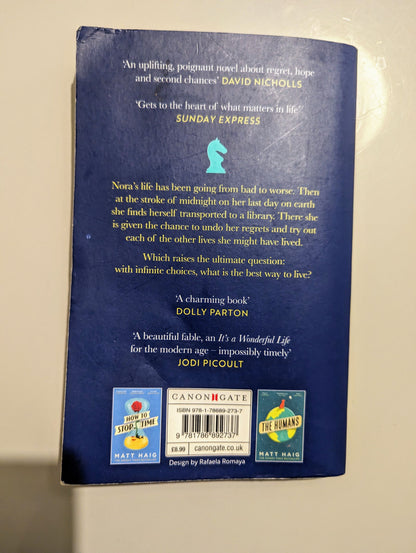 ‘An uplifting, poignant novel about regret, hope
and second chances’ DAVID NICHOLLS
‘Gets to the heart of what matters in life’
SUNDAY EXPRESS
Nora’s life has been going from bad to worse. Then
at the stroke of midnight on her last day on earth
she finds herself transported to a library. There she
is given the chance to undo her regrets and try out
each of the other lives she might have lived.
Which raises the ultimate question:
with infinite choices, what is the best way to live?
‘A charming book’
DOLLY PARTON
‘A beautiful fable, an It’s a Wonderful Life
for the modern age – impossibly timely’
JODI PICOULT
HOW TO
STOP TIME
MATT HAIG
CANONGATE
ISBN 978-1-78689-273-7
9 781786 892737
£8.99
canongate.co.uk
THE HUMANS
MATT HAIG
Design by Rafaela Romaya